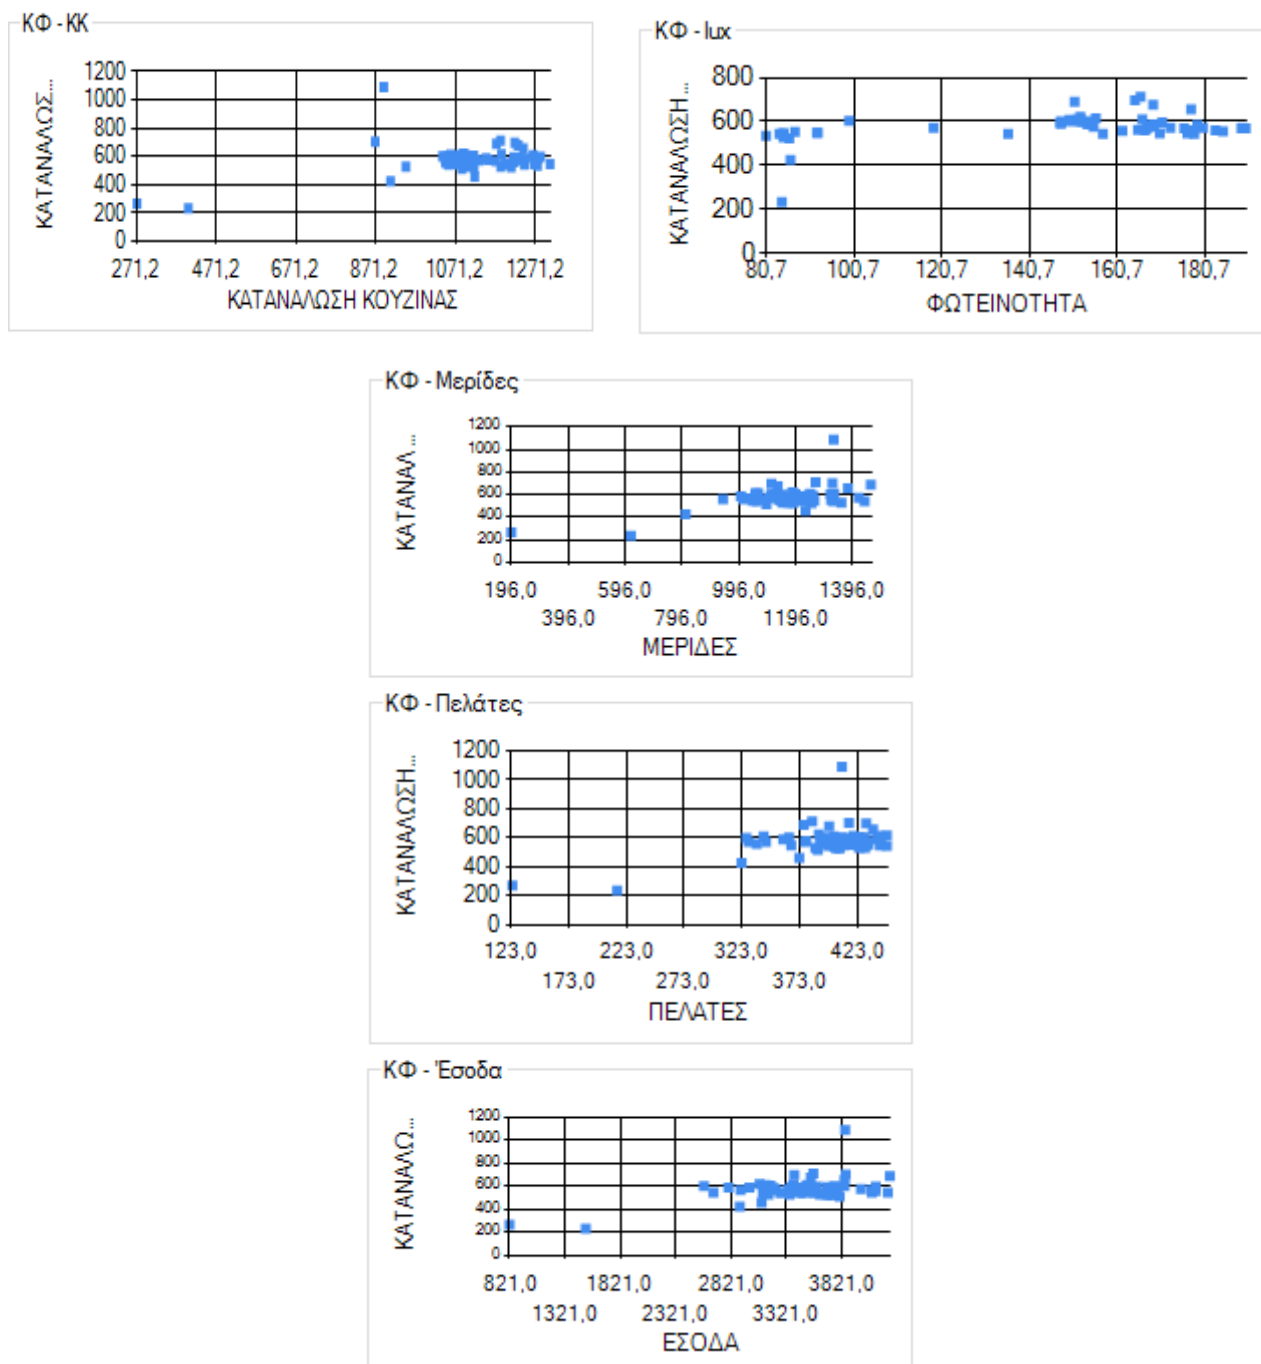 ΚΦ - ΚΚ
ΚΑΤΑΝΑΛΩΣ...
1200
1000
800
600
400
200
0
271,2 471,2 671,2 871,2 1071,2 1271,2
ΚΑΤΑΝΑΛΩΣΗ ΚΟΥΖΙΝΑΣ
ΚΦ - lux
ΚΑΤΑΝΑΛΩΣΗ...
800
600
400
200
0
80,7 100,7 120,7 140,7 160,7 180,7
ΦΩΤΕΙΝΟΤΗΤΑ
ΚΦ - Μερίδες
ΚΑΤΑΝΑΛ...
1200
1000
800
600
400
200
0
196,0 596,0 996,0 1396,0
396,0 796,0 1196,0
ΜΕΡΙΔΕΣ
ΚΦ - Πελάτες
ΚΑΤΑΝΑΛΩΣΗ...
1200
1000
800
600
400
200
0
123,0 223,0 323,0 423,0
173,0 273,0 373,0
ΠΕΛΑΤΕΣ
ΚΦ - Έσοδα
ΚΑΤΑΝΑΛΩ...
1200
1000
800
600
400
200
0
821,0 1821,0 2821,0 3821,0
1321,0 2321,0 3321,0
ΕΣΟΔΑ